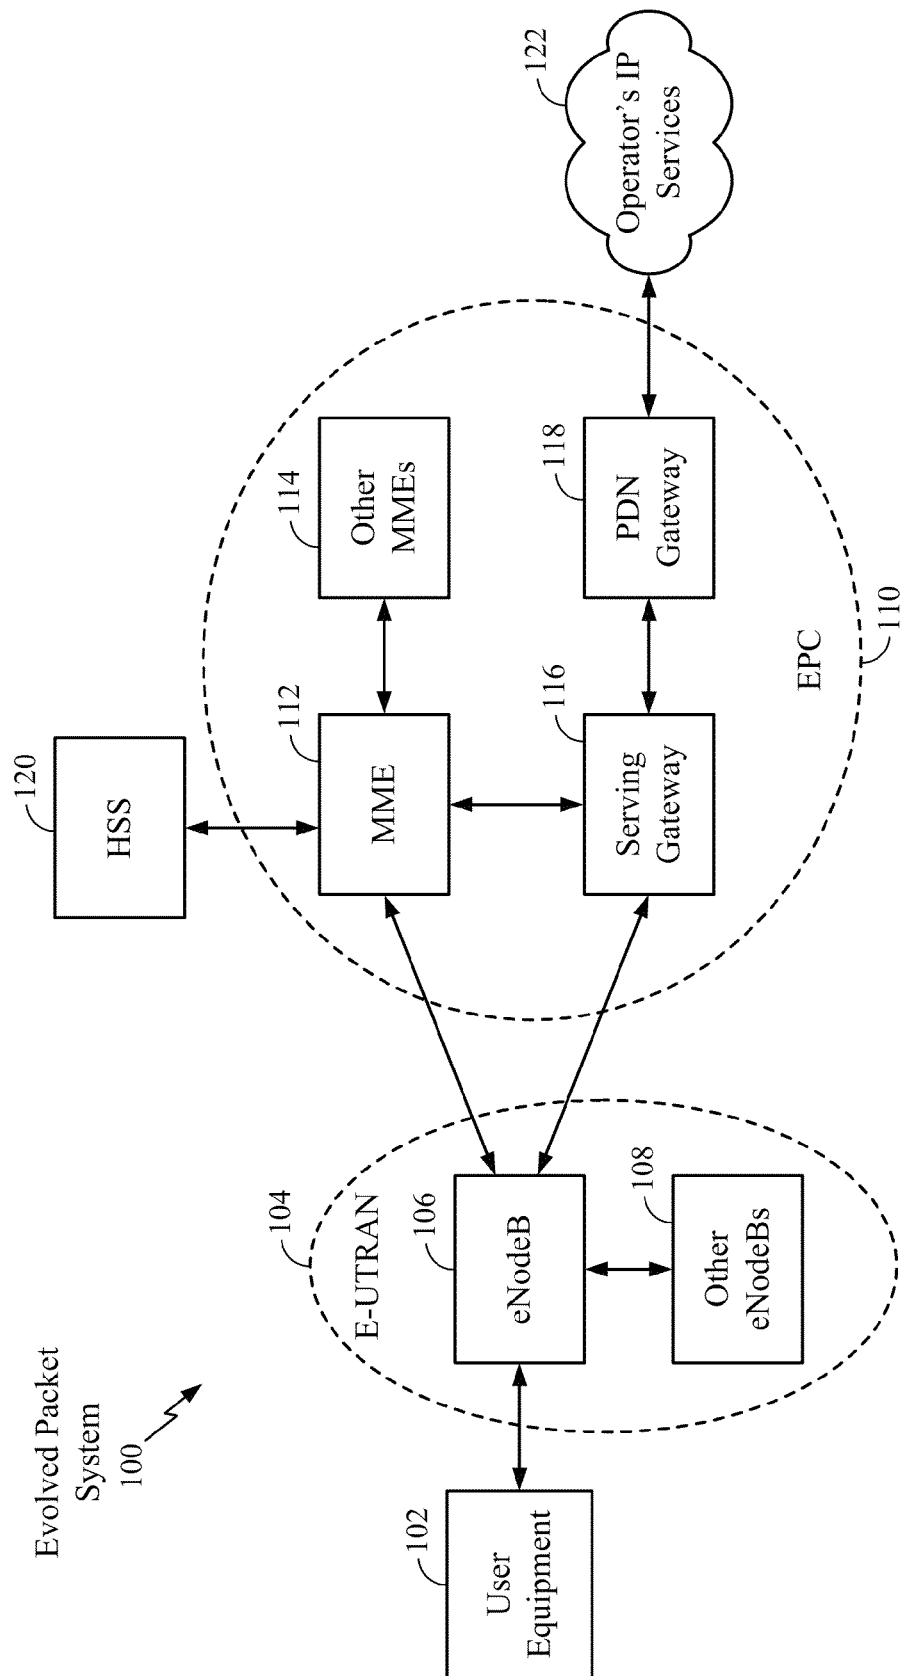 Evolved Packet
System
100
102
User
Equipment
104
E-UTRAN
106
eNodeB
108
Other
eNodeBs
120
HSS
112
MME
114
Other
MMEs
116
Serving
Gateway
118
PDN
Gateway
EPC
110
122
Operator's IP
Services